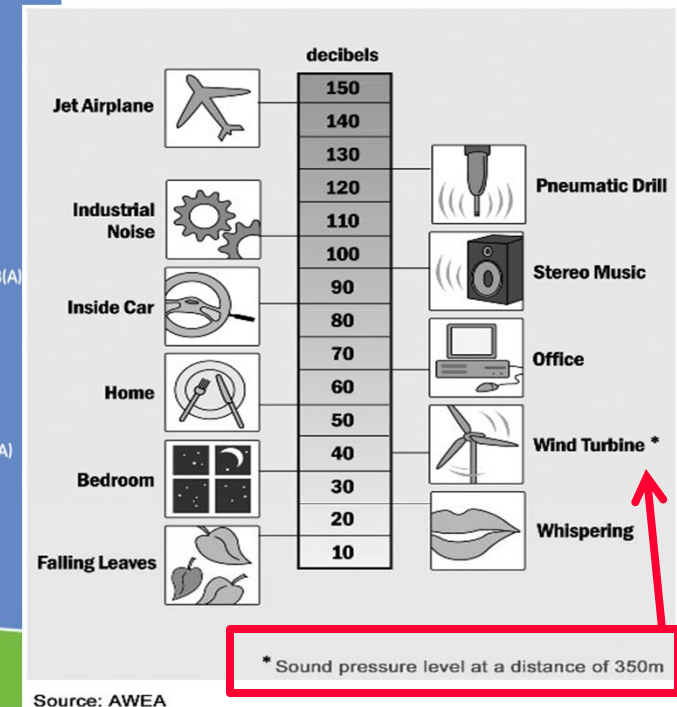 decibels
150
140
130
120
110
100
90
80
70
60
50
40
30
20
10
Jet Airplane
Industrial
Noise
Inside Car
Home
Bedroom
Falling Leaves
Pneumatic Drill
Stereo Music
Office
Wind Turbine *
Whispering
* Sound pressure level at a distance of 350m
Source: AWEA
(A)
A)